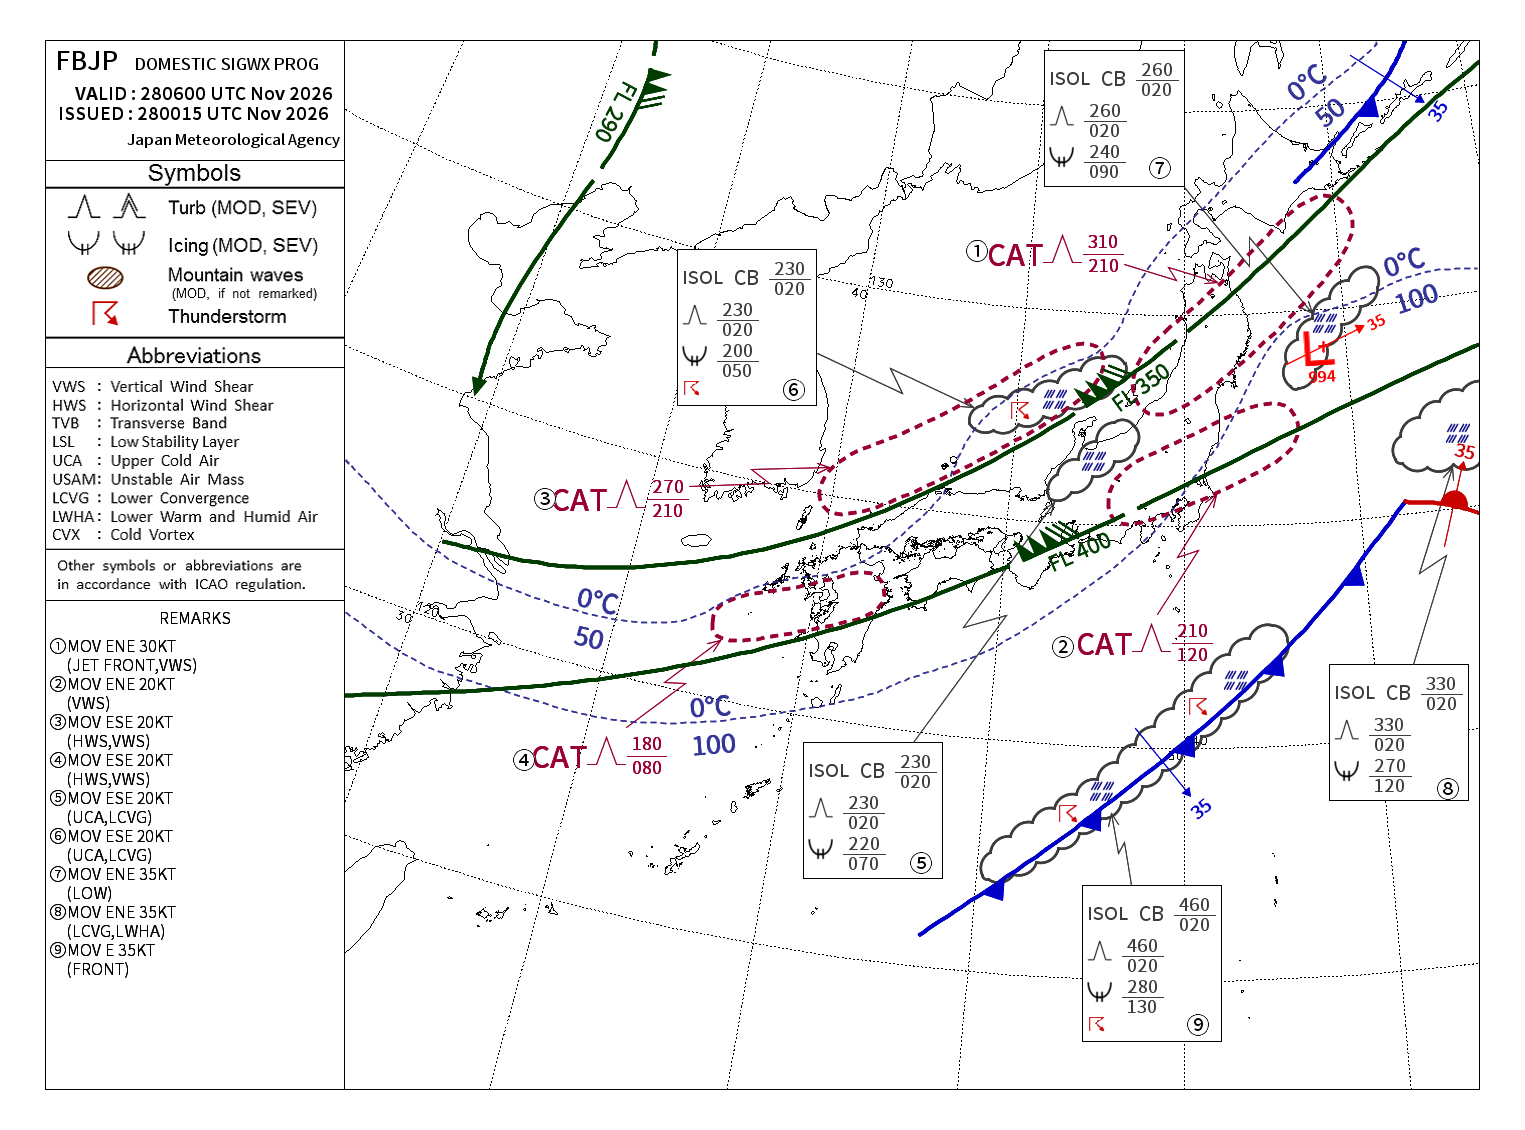 FBJP DOMESTIC SIGWX PROG
VALID : 280600 UTC Nov 2026
ISSUED : 280015 UTC Nov 2026
Japan Meteorological Agency
Symbols
Turb (MOD, SEV)
Icing (MOD, SEV)
Mountain waves
(MOD, if not remarked)
Thunderstorm
Abbreviations
VWS : Vertical Wind Shear
HWS : Horizontal Wind Shear
TVB : Transverse Band
LSL : Low Stability Layer
UCA : Upper Cold Air
USAM: Unstable Air Mass
LCVG : Lower Convergence
LWHA: Lower Warm and Humid Air
CVX : Cold Vortex
Other symbols or abbreviations are
in accordance with ICAO regulation.
REMARKS
①MOV ENE 30KT
(JET FRONT,VWS)
②MOV ENE 20KT
(VWS)
③MOV ESE 20KT
(HWS,VWS)
④MOV ESE 20KT
(HWS,VWS)
⑤MOV ESE 20KT
(UCA,LCVG)
⑥MOV ESE 20KT
(UCA,LCVG)
⑦MOV ENE 35KT
(LOW)
⑧MOV ENE 35KT
(LCVG,LWHA)
⑨MOV E 35KT
(FRONT)
FL 290
ISOL CB 260
020
260
020
240
090
⑦
0°C
50
35
①CAT 310
210
ISOL CB 230
020
230
020
200
050
⑥
40
130
0°C
100
35
L
994
FL 350
③CAT 270
210
35
FL 400
0°C
50
30
120
②CAT 210
120
0°C
100
④CAT 180
080
ISOL CB 230
020
230
020
220
070
⑤
35
ISOL CB 330
020
330
020
270
120
⑧
ISOL CB 460
020
460
020
280
130
⑨